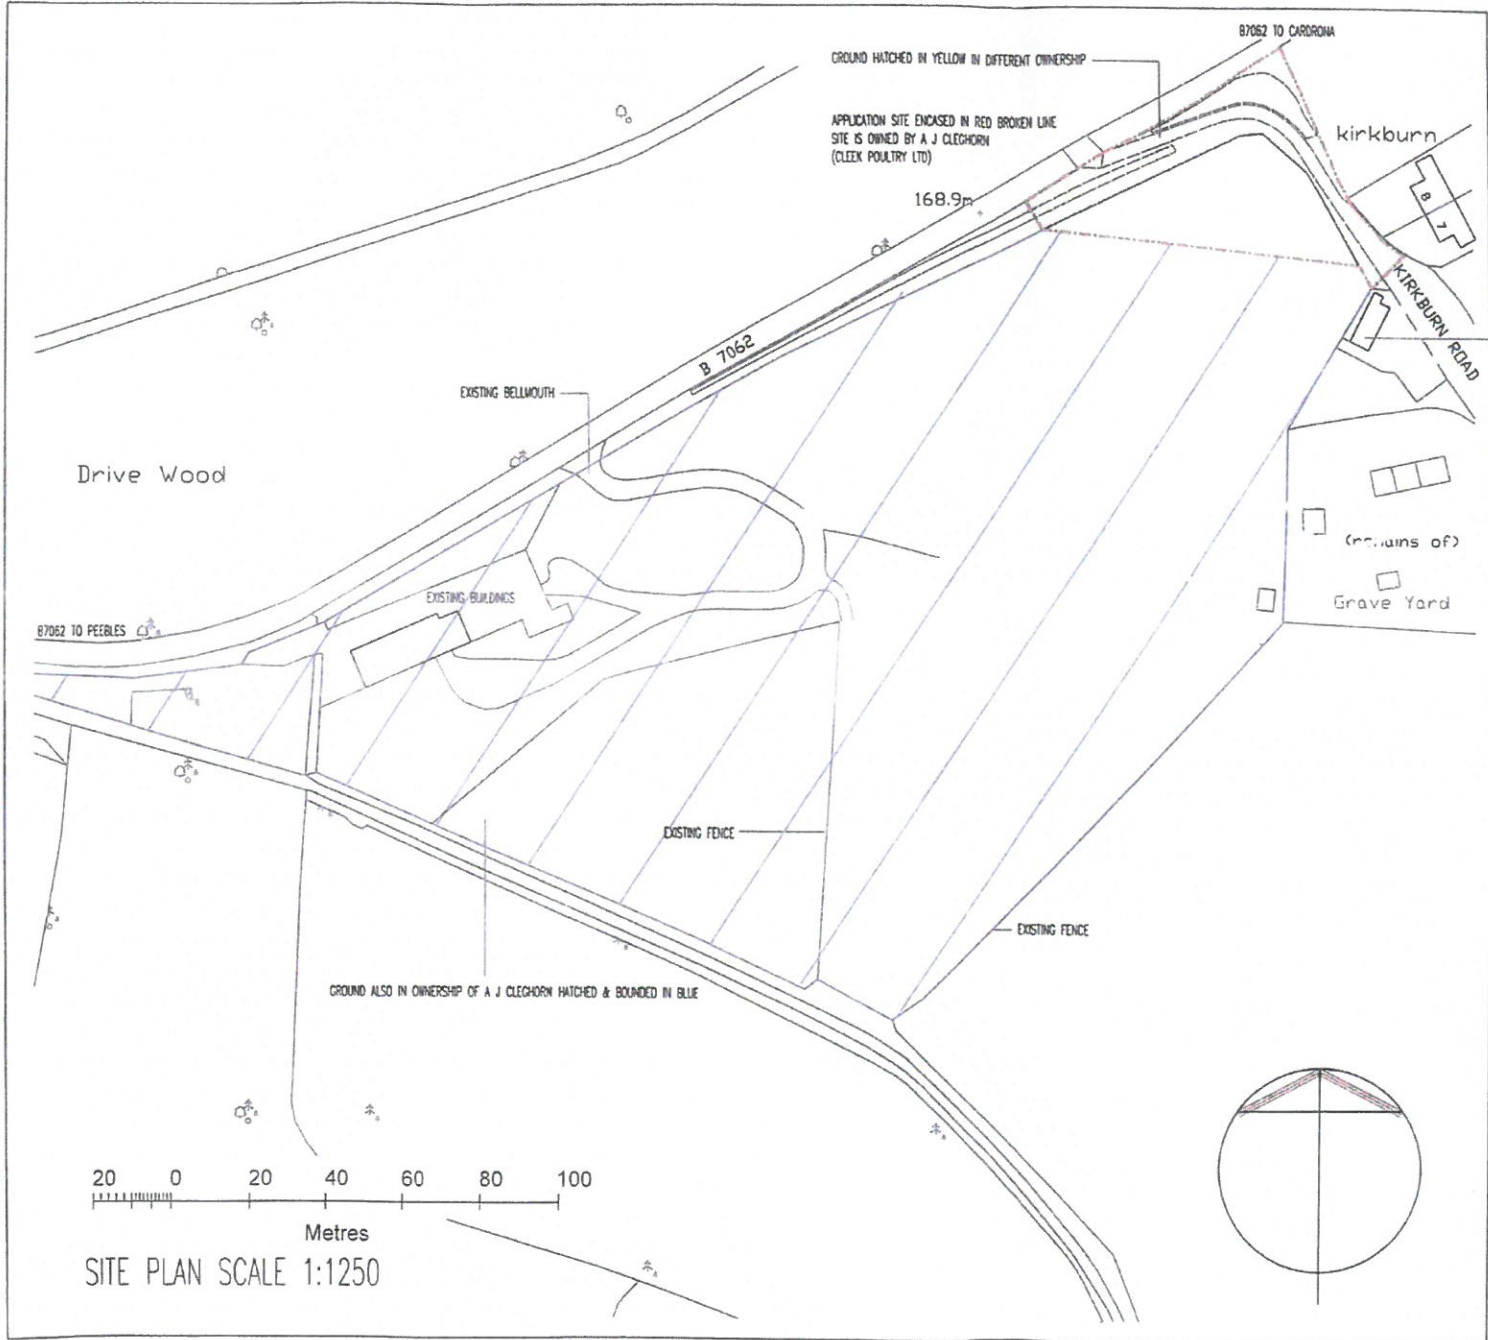 B7062 TO CARDRONA
GROUND HATCHED IN YELLOW IN DIFFERENT OWNERSHIP
APPLICATION SITE ENCASED IN RED BROKEN LINE
SITE IS OWNED BY A J CLEGHORN
(CLEEK POULTRY LTD)
kirkburn
168.9m
8
7
KIRKBURN ROAD
B 7062
EXISTING BELLMOUTH
Drive Wood
(remains of)
Grave Yard
EXISTING BUILDINGS
B7062 TO PEEBLES
EXISTING FENCE
EXISTING FENCE
GROUND ALSO IN OWNERSHIP OF A J CLEGHORN HATCHED & BOUNDED IN BLUE
20 0 20 40 60 80 100
Metres
SITE PLAN SCALE 1:1250